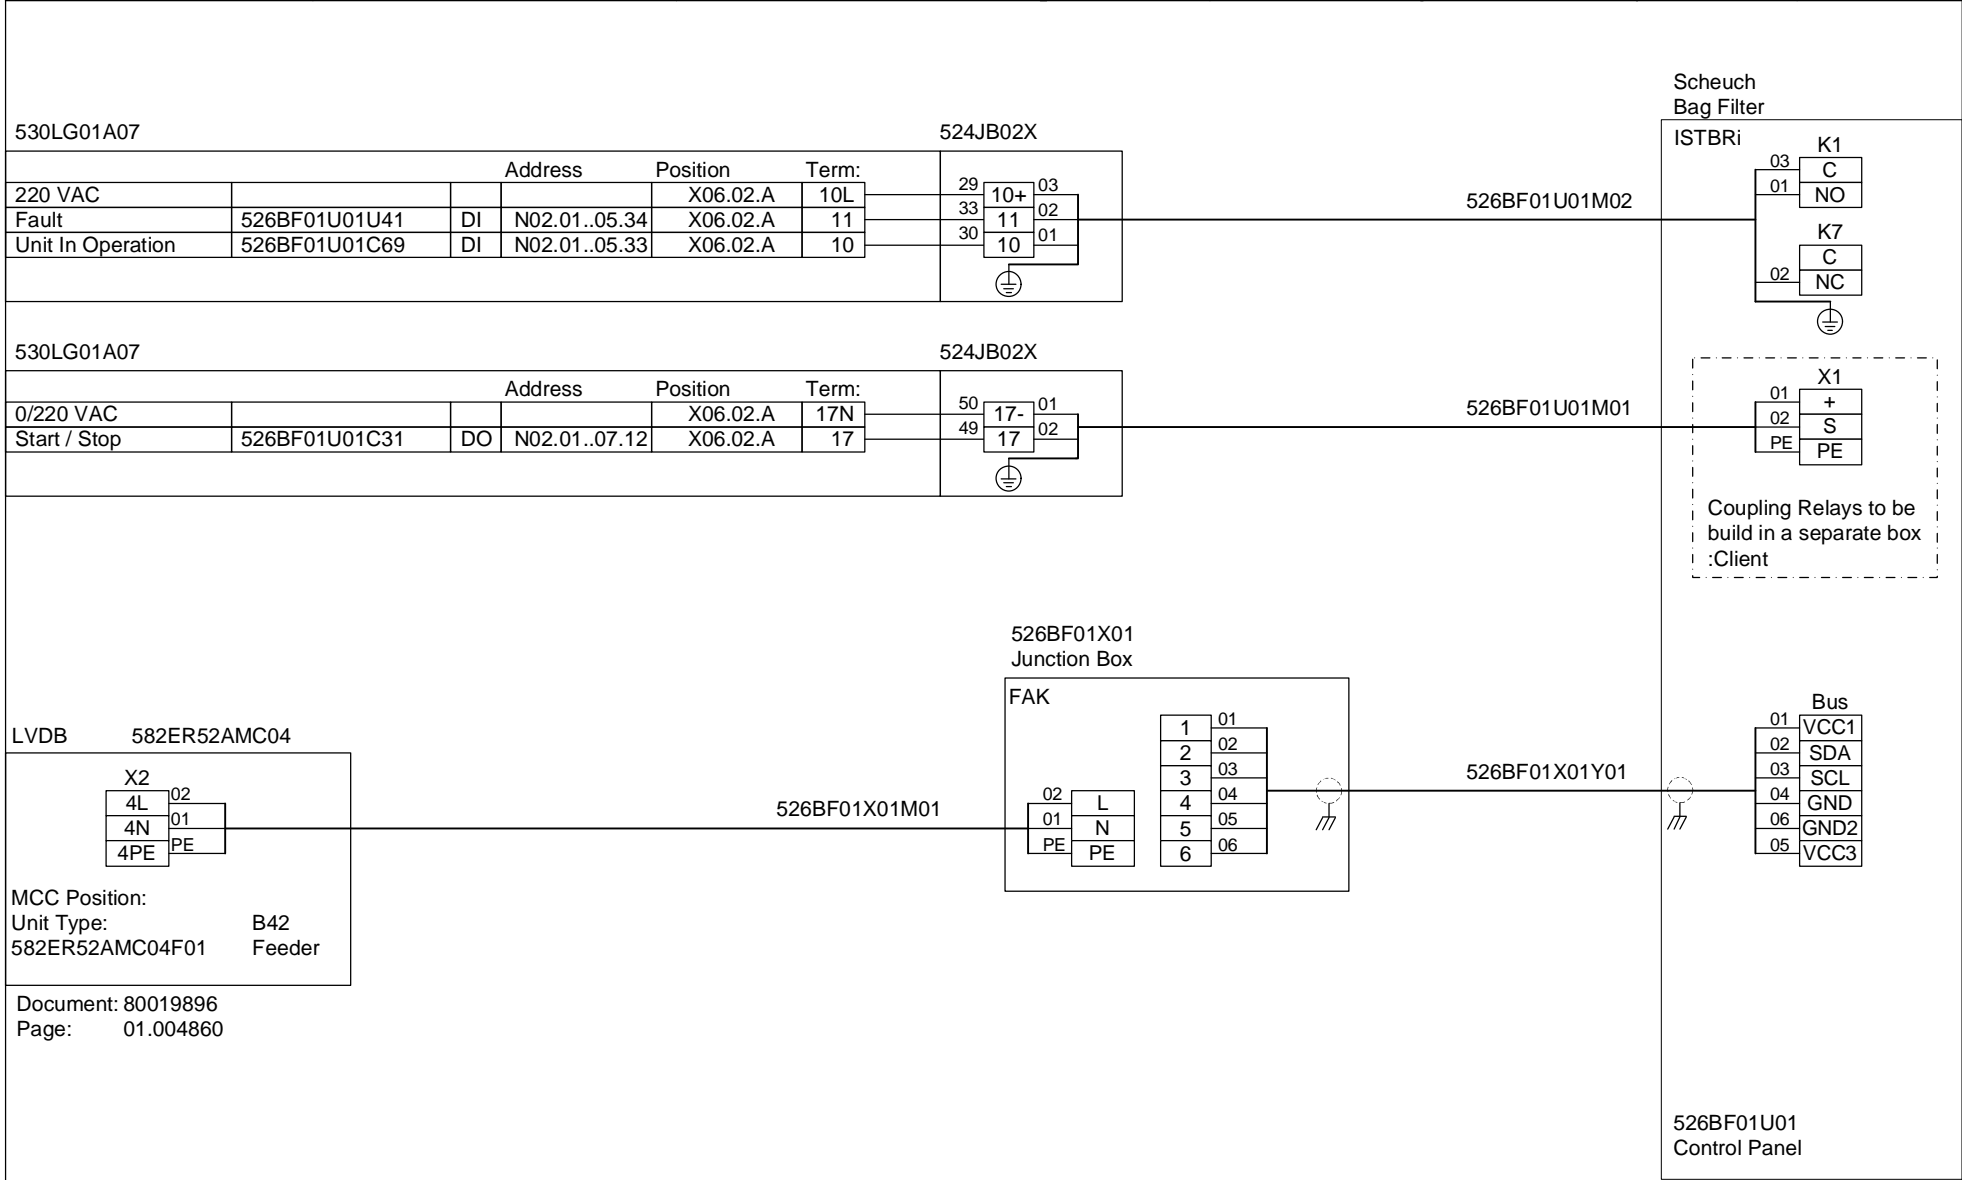 Scheuch
Bag Filter
530LG01A07 524JB02X ISTBRi
Address Position Term:
220 VAC X06.02.A 10L 29 10+ 03
Fault 526BF01U01U41 DI N02.01..05.34 X06.02.A 11 33 11 02
Unit In Operation 526BF01U01C69 DI N02.01..05.33 X06.02.A 10 30 10 01
526BF01U01M02
K1
03 C
01 NO
K7
C
02 NC
530LG01A07 524JB02X
Address Position Term:
0/220 VAC X06.02.A 17N 50 17- 01
Start / Stop 526BF01U01C31 DO N02.01..07.12 X06.02.A 17 49 17 02
526BF01U01M01
X1
01 +
02 S
PE PE
Coupling Relays to be
build in a separate box
:Client
526BF01X01
Junction Box
FAK
1 01
2 02
3 03
4 04
5 05
6 06
02 L
01 N
PE PE
526BF01X01Y01
Bus
01 VCC1
02 SDA
03 SCL
04 GND
06 GND2
05 VCC3
LVDB 582ER52AMC04
X2
4L 02
4N 01
4PE PE
526BF01X01M01
MCC Position:
Unit Type: B42
582ER52AMC04F01 Feeder
Document: 80019896
Page: 01.004860
526BF01U01
Control Panel